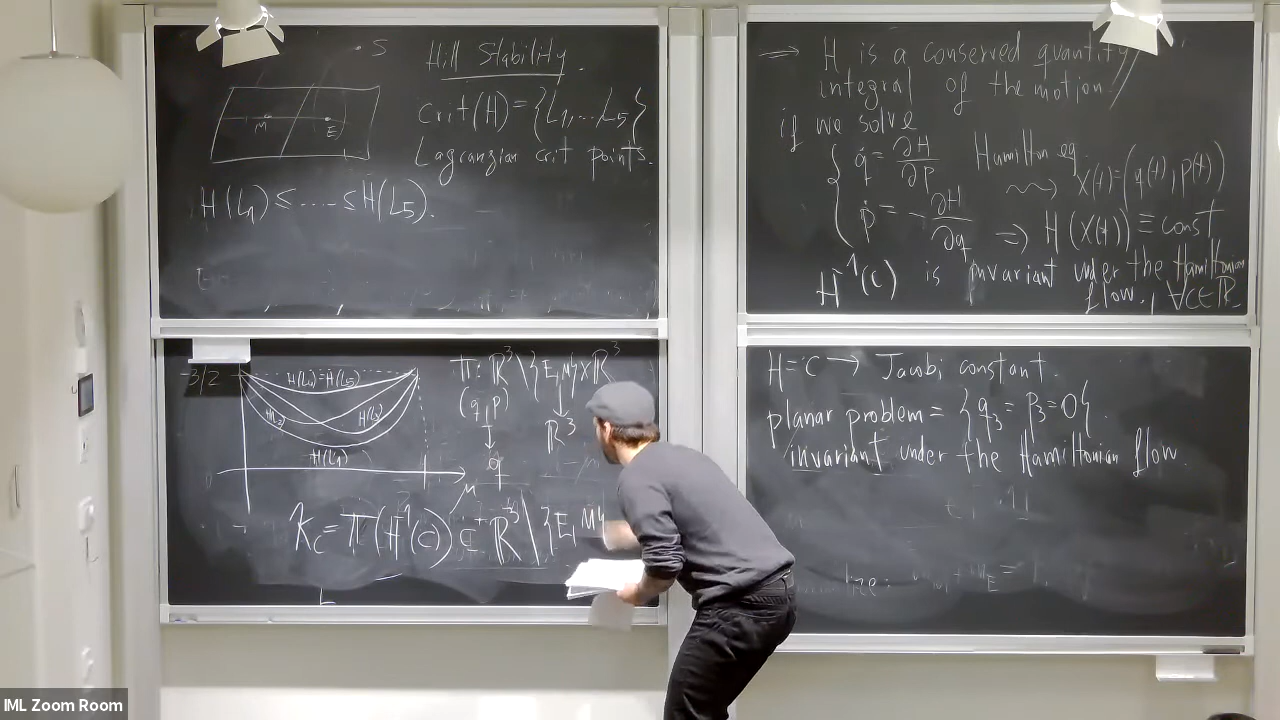 S
Hill Stability.
M
E
crit(H)={L₁,...L₅}
Lagrangian crit points.
H(L₁)≤....≤H(L₅).
⇒ H is a conserved quantity/
integral of the motion.
if we solve
q̇ = ∂H/∂p
ṗ = -∂H/∂q
Hamilton eq
X(t)=(q(t),p(t))
⇒ H(X(t)) ≡ const
H⁻¹(c) is invariant under the Hamiltonian
flow, ∀c∈ℝ
-3/2
H(L₄)=H(L₅)
H(L₃)
H(L₂)
H(L₁)
μ
π: ℝ³\{E,M}×ℝ³
(q,p)
↓ ↓
q ℝ³
K_c=π(H⁻¹(c)) ⊂ ℝ³\{E,M}
H=c → Jacobi constant.
planar problem = {q₃=p₃=0}.
invariant under the Hamiltonian flow.
IML Zoom Room